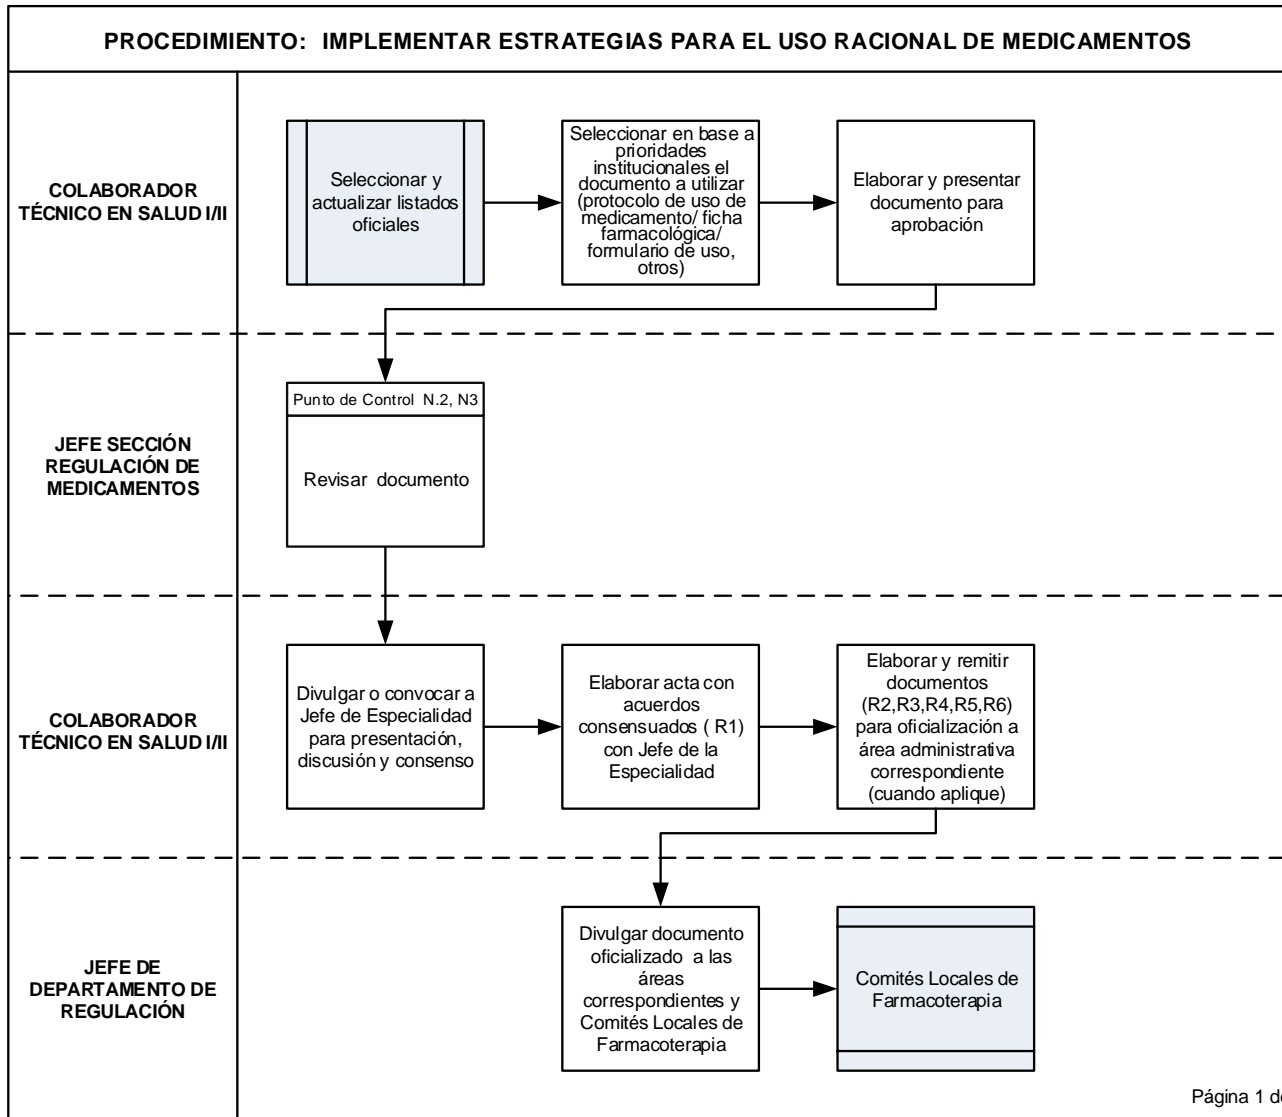 PROCEDIMIENTO: IMPLEMENTAR ESTRATEGIAS PARA EL USO RACIONAL DE MEDICAMENTOS
COLABORADOR
TÉCNICO EN SALUD I/II
Seleccionar y
actualizar listados
oficiales
Seleccionar en base a
prioridades
institucionales el
documento a utilizar
(protocolo de uso de
medicamento/ ficha
farmacológica/
formulario de uso,
otros)
Elaborar y presentar
documento para
aprobación
JEFE SECCIÓN
REGULACIÓN DE
MEDICAMENTOS
Punto de Control N.2, N3
Revisar documento
COLABORADOR
TÉCNICO EN SALUD I/II
Divulgar o convocar a
Jefe de Especialidad
para presentación,
discusión y consenso
Elaborar acta con
acuerdos
consensuados ( R1)
con Jefe de la
Especialidad
Elaborar y remitir
documentos
(R2,R3,R4,R5,R6)
para oficialización a
área administrativa
correspondiente
(cuando aplique)
JEFE DE
DEPARTAMENTO DE
REGULACIÓN
Divulgar documento
oficializado a las
áreas
correspondientes y
Comités Locales de
Farmacoterapia
Comités Locales de
Farmacoterapia
Página 1 de